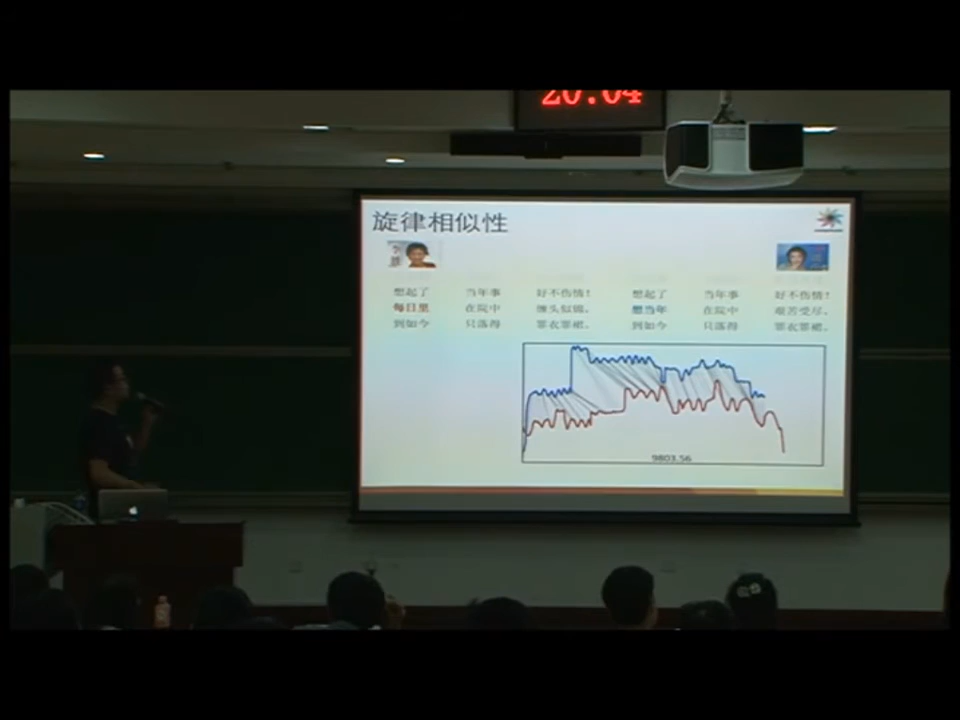 20:04
旋律相似性
想起了 当年事 好不伤情！ 想起了 当年事 好不伤情！
每日里 在院中 缠头似锦， 想当年 在院中 艰苦受尽，
到如今 只落得 罪衣罪裙。 到如今 只落得 罪衣罪裙。
9803.56